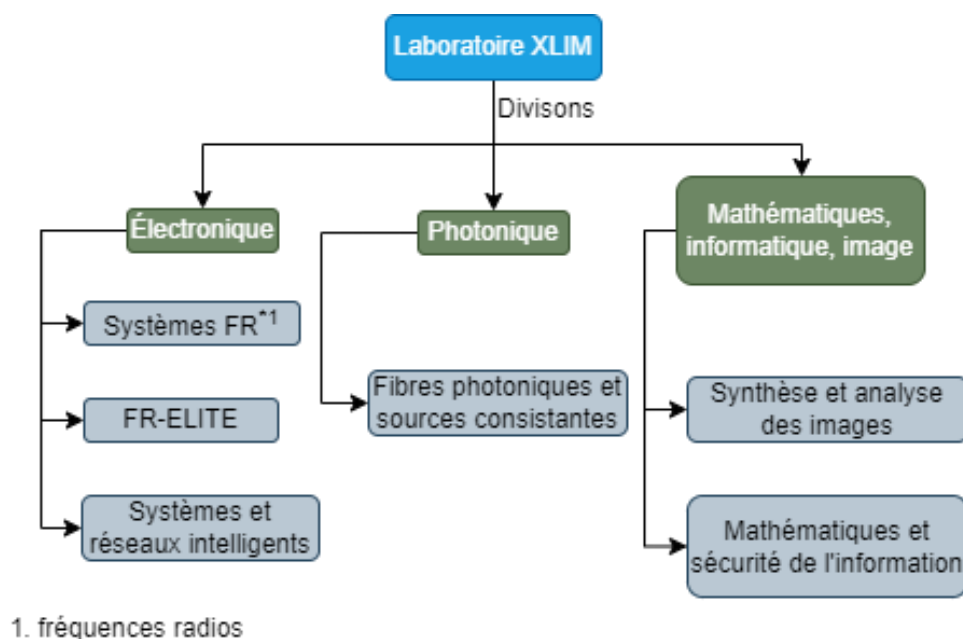 Laboratoire XLIM
Divisons
Électronique
Photonique
Mathématiques,
informatique, image
Systèmes FR*1
FR-ELITE
Systèmes et
réseaux intelligents
Fibres photoniques et
sources consistantes
Synthèse et analyse
des images
Mathématiques et
sécurité de l'information
1. fréquences radios